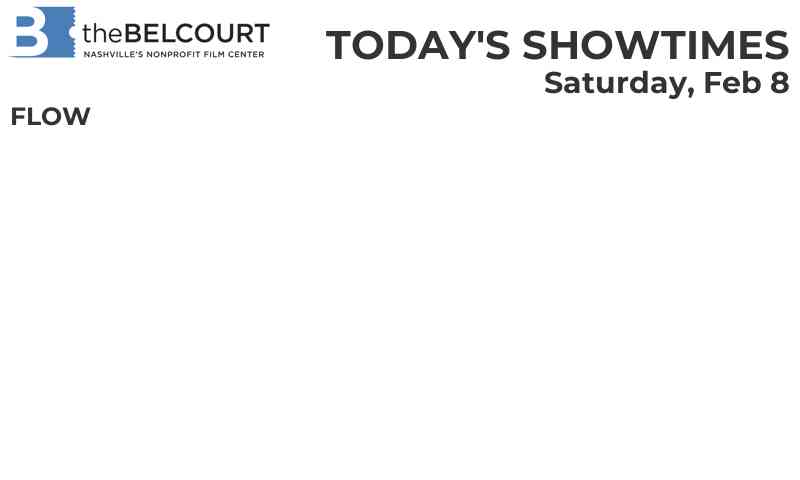 B theBELCOURT
NASHVILLE'S NONPROFIT FILM CENTER
TODAY'S SHOWTIMES
Saturday, Feb 8
FLOW